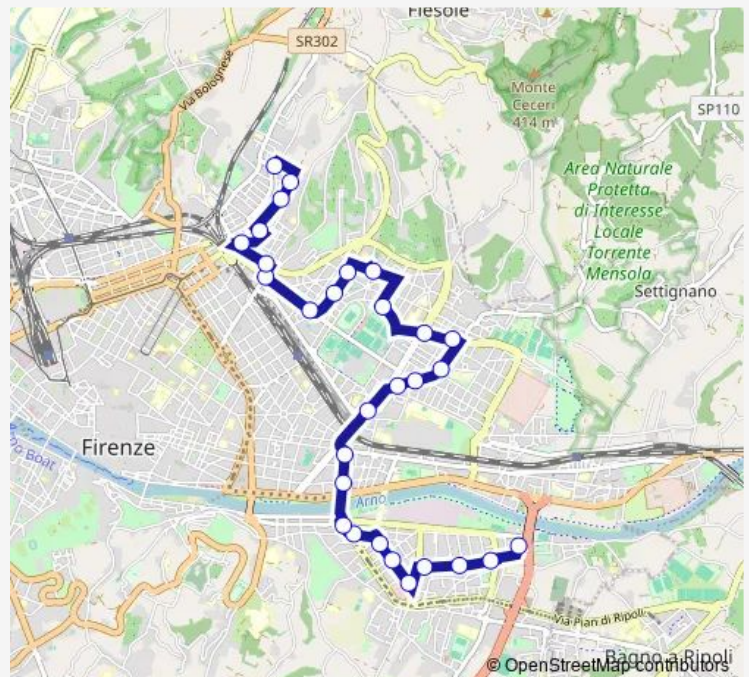 Fiesole
SR302
Via Bolognese
Monte
Ceceri
414 m
SP110
Area Naturale
Protetta
di Interesse
Locale
Torrente
Mensola
Settignano
Firenze
Boat
Arno
Via Pian di Ripoli
Bagno a Ripoli
© OpenStreetMap contributors